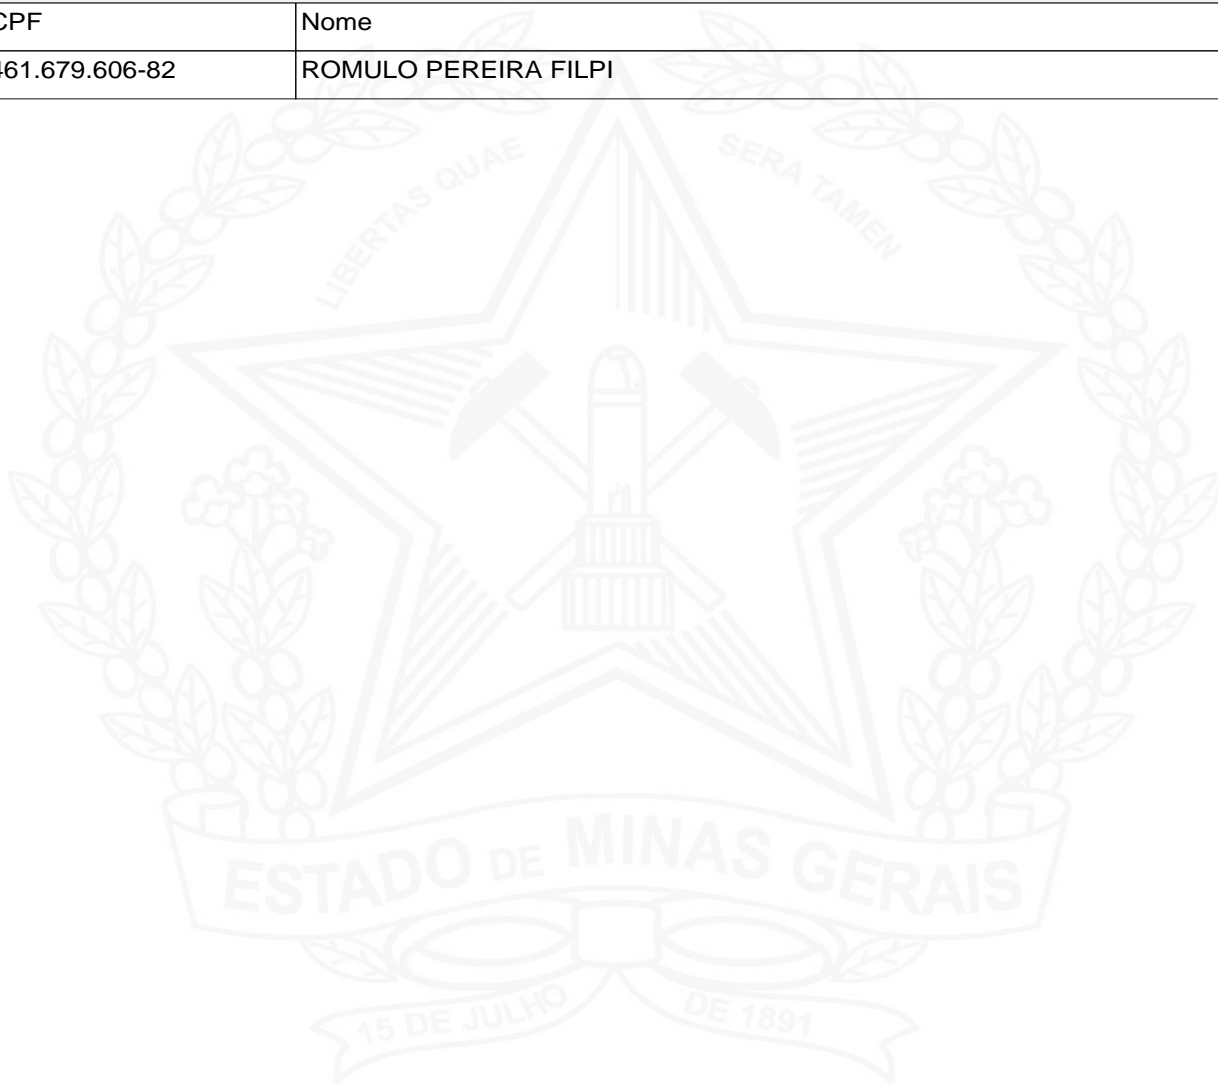 CPF Nome
461.679.606-82 ROMULO PEREIRA FILPI
LIBERTAS QUAE SERA TAMEN
ESTADO DE MINAS GERAIS
15 DE JULHO DE 1891